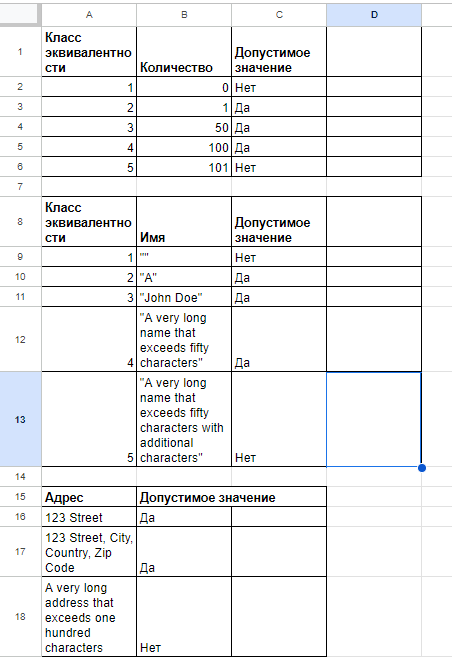 A B C D
1 Класс
эквивалентно
сти Количество Допустимое
значение
2 1 0 Нет
3 2 1 Да
4 3 50 Да
5 4 100 Да
6 5 101 Нет
7
8 Класс
эквивалентно
сти Имя Допустимое
значение
9 1 "" Нет
10 2 "A" Да
11 3 "John Doe" Да
12 4 "A very long
name that
exceeds fifty
characters" Да
13 5 "A very long
name that
exceeds fifty
characters with
additional
characters" Нет
14
15 Адрес Допустимое значение
16 123 Street Да
17 123 Street, City,
Country, Zip
Code Да
18 A very long
address that
exceeds one
hundred
characters Нет